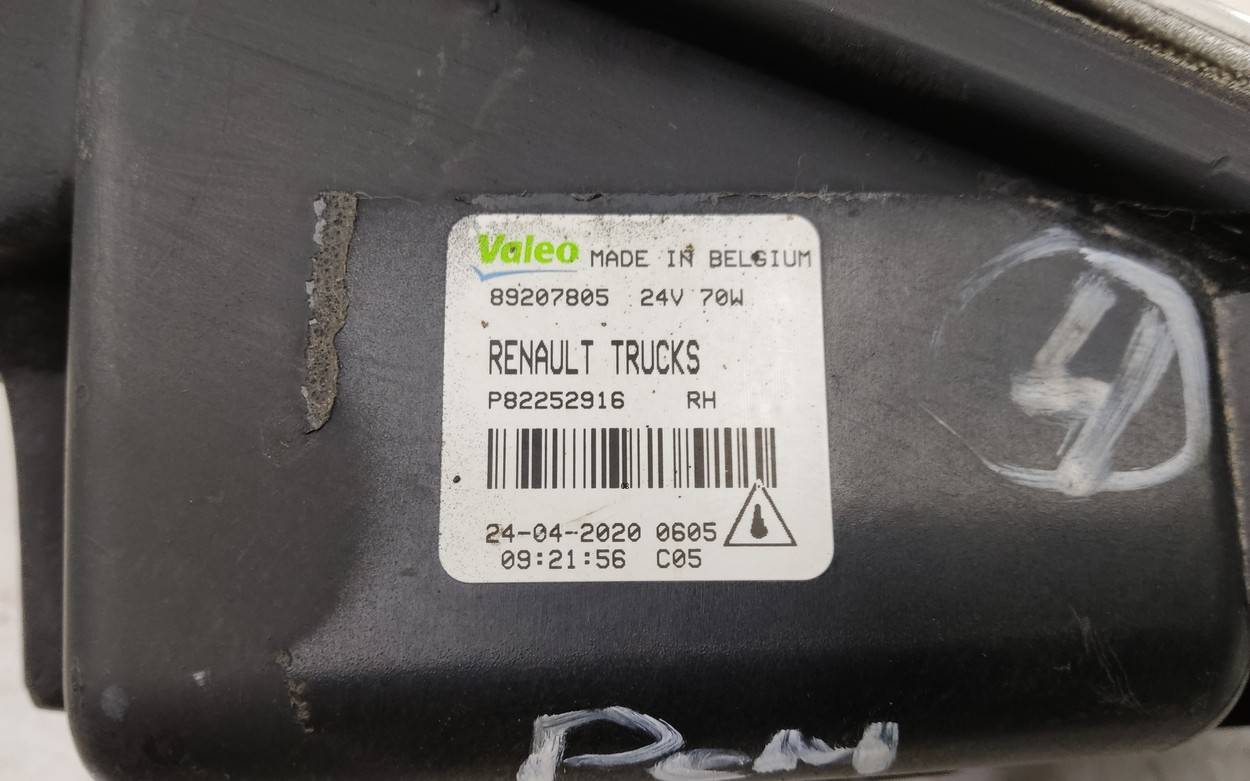 Valeo MADE IN BELGIUM
89207805 24V 70W
RENAULT TRUCKS
P82252916 RH
24-04-2020 0605
09:21:56 C05
4